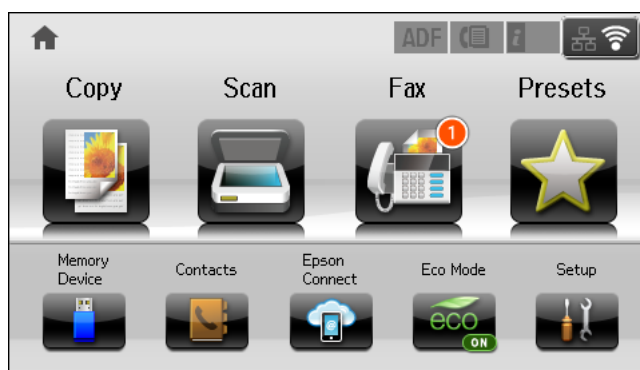 ADF i
Copy Scan Fax Presets
1
Memory
Device
Contacts
Epson
Connect
Eco Mode
Setup
@
eco
ON